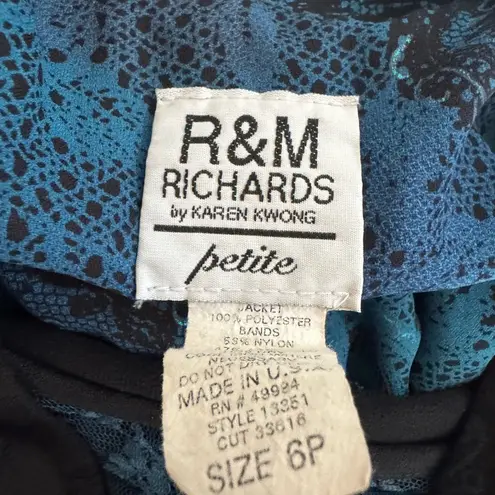 R&M
RICHARDS
by KAREN KWONG
petite
JACKET
100% POLYESTER
BANDS
NYLON
DO NOT DRY
MADE IN U.S.A
RN # 49994
STYLE 13351
CUT 33616
SIZE 6P